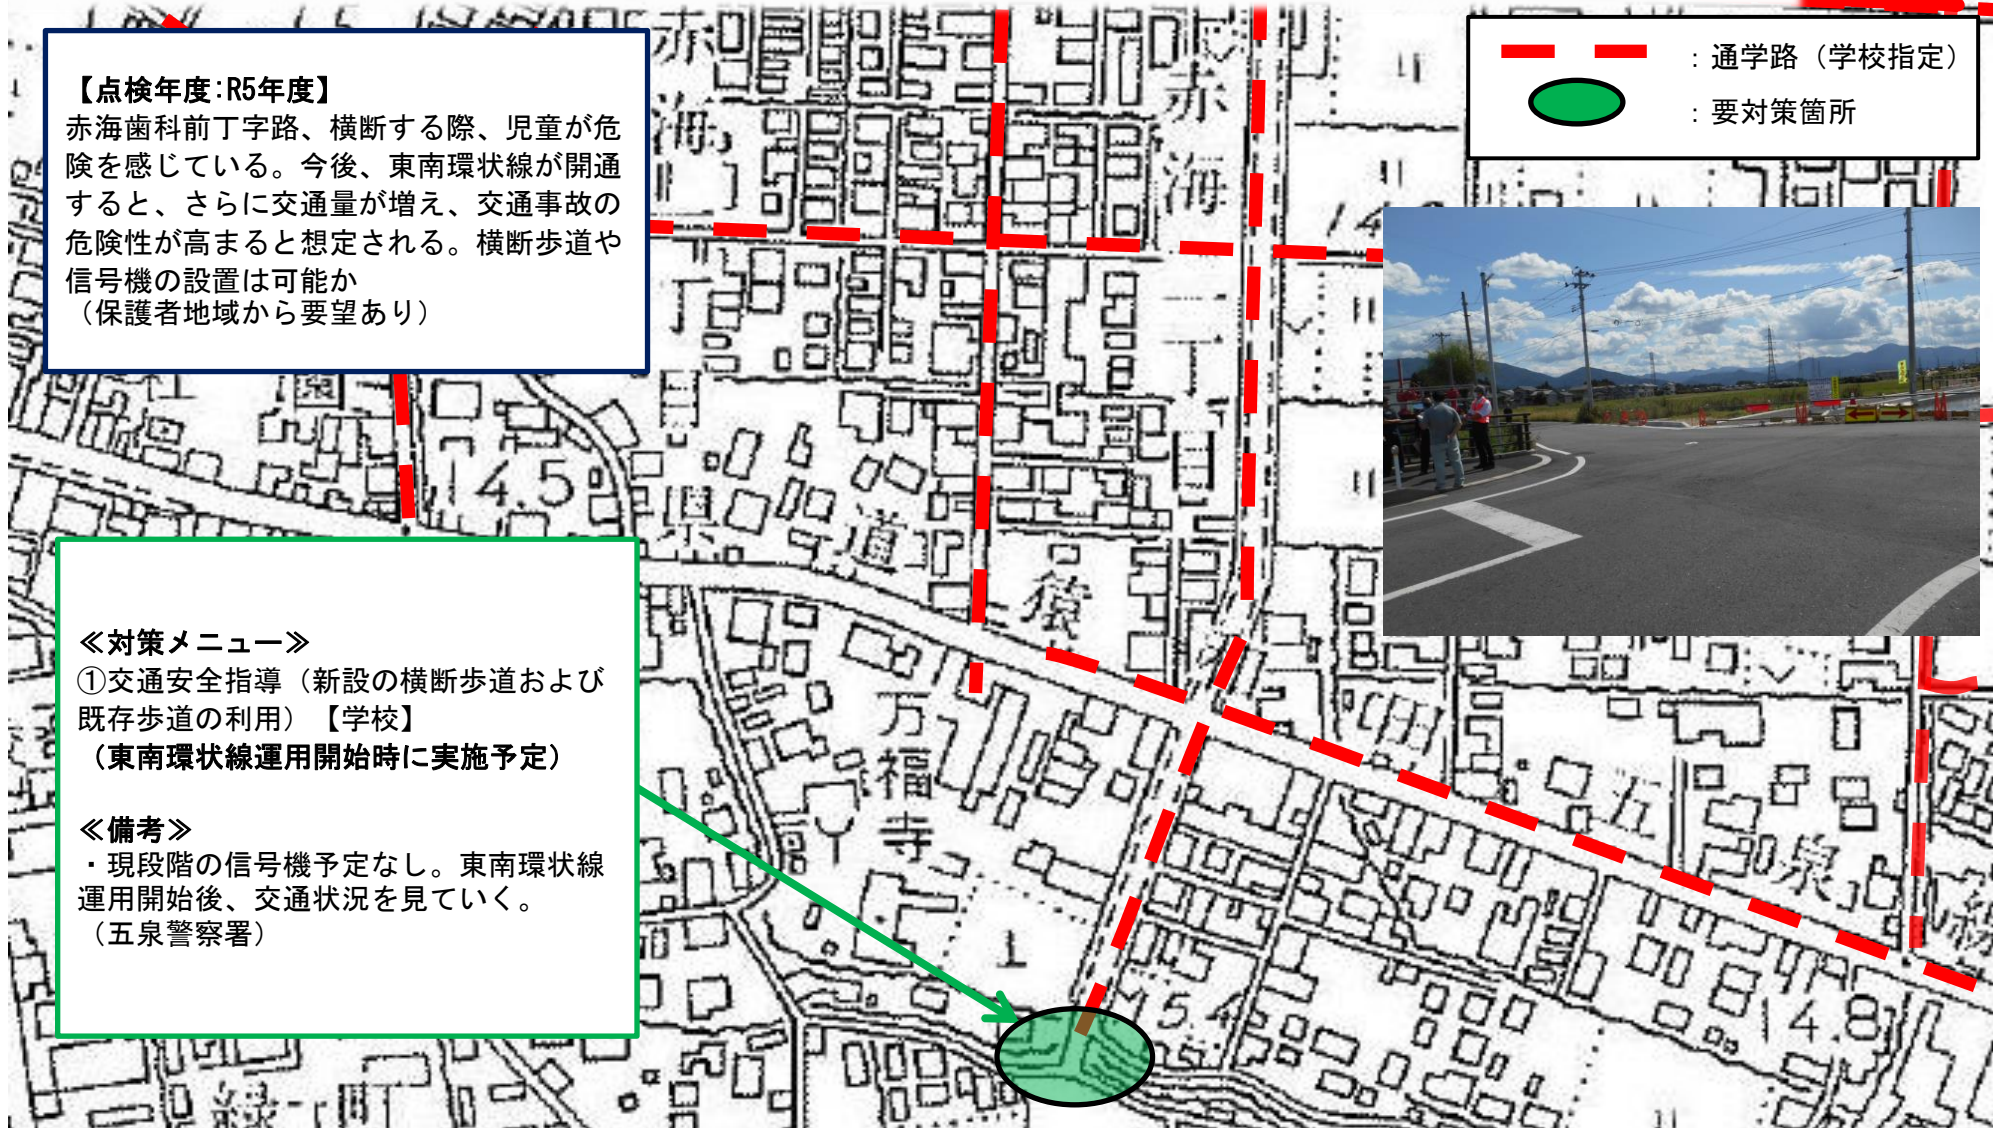 【点検年度:R5年度】
赤海歯科前丁字路、横断する際、児童が危
険を感じている。今後、東南環状線が開通
すると、さらに交通量が増え、交通事故の
危険性が高まると想定される。横断歩道や
信号機の設置は可能か
（保護者地域から要望あり）
：通学路（学校指定）
：要対策箇所
≪対策メニュー≫
①交通安全指導（新設の横断歩道および
既存歩道の利用）【学校】
（東南環状線運用開始時に実施予定）
≪備考≫
・現段階の信号機予定なし。東南環状線
運用開始後、交通状況を見ていく。
（五泉警察署）
赤海
赤海一丁目
14.5
県道
万福寺
五泉
15.4
14.8